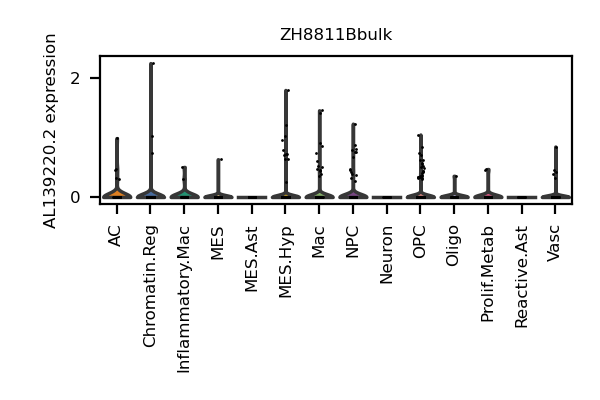 ZH8811Bbulk
AL139220.2 expression
2
0
AC
Chromatin.Reg
Inflammatory.Mac
MES
MES.Ast
MES.Hyp
Mac
NPC
Neuron
OPC
Oligo
Prolif.Metab
Reactive.Ast
Vasc